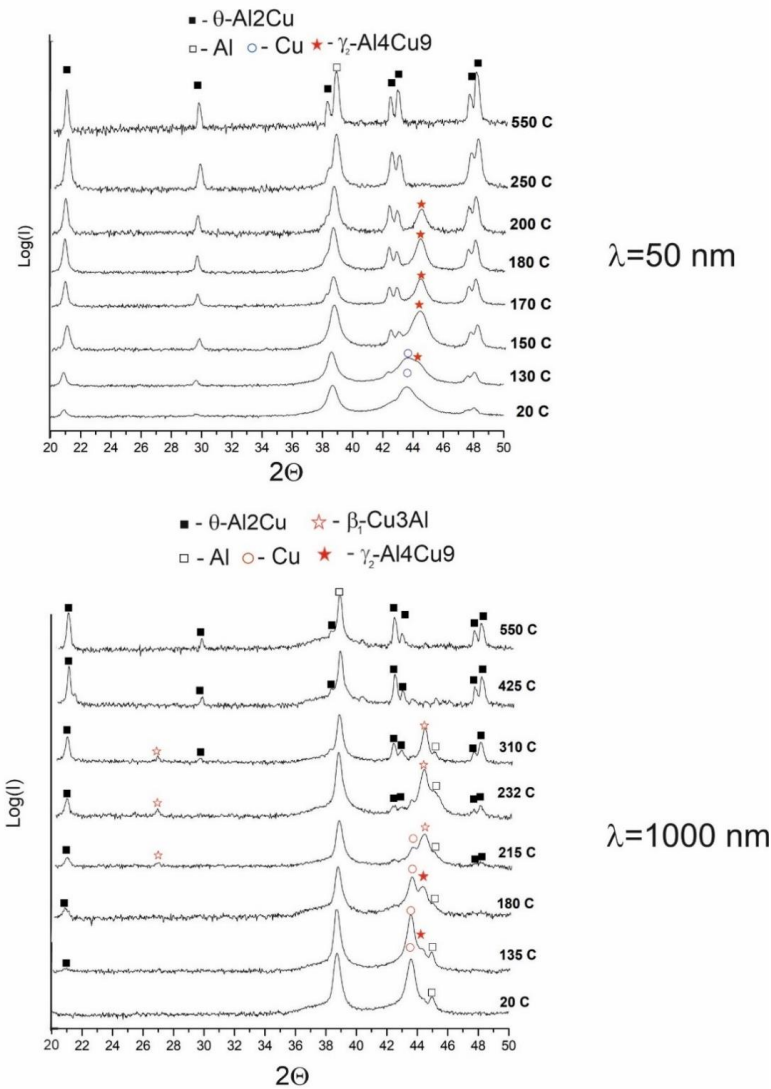 ■ - θ-Al2Cu
□ - Al ○ - Cu ★ - γ₂-Al4Cu9
550 C
250 C
200 C
180 C
170 C
150 C
130 C
20 C
Log(I)
λ=50 nm
20 22 24 26 28 30 32 34 36 38 40 42 44 46 48 50
2Θ
■ - θ-Al2Cu ☆ - β₁-Cu3Al
□ - Al ○ - Cu ★ - γ₂-Al4Cu9
550 C
425 C
310 C
232 C
215 C
180 C
135 C
20 C
Log(I)
λ=1000 nm
20 22 24 26 28 30 32 34 36 38 40 42 44 46 48 50
2Θ